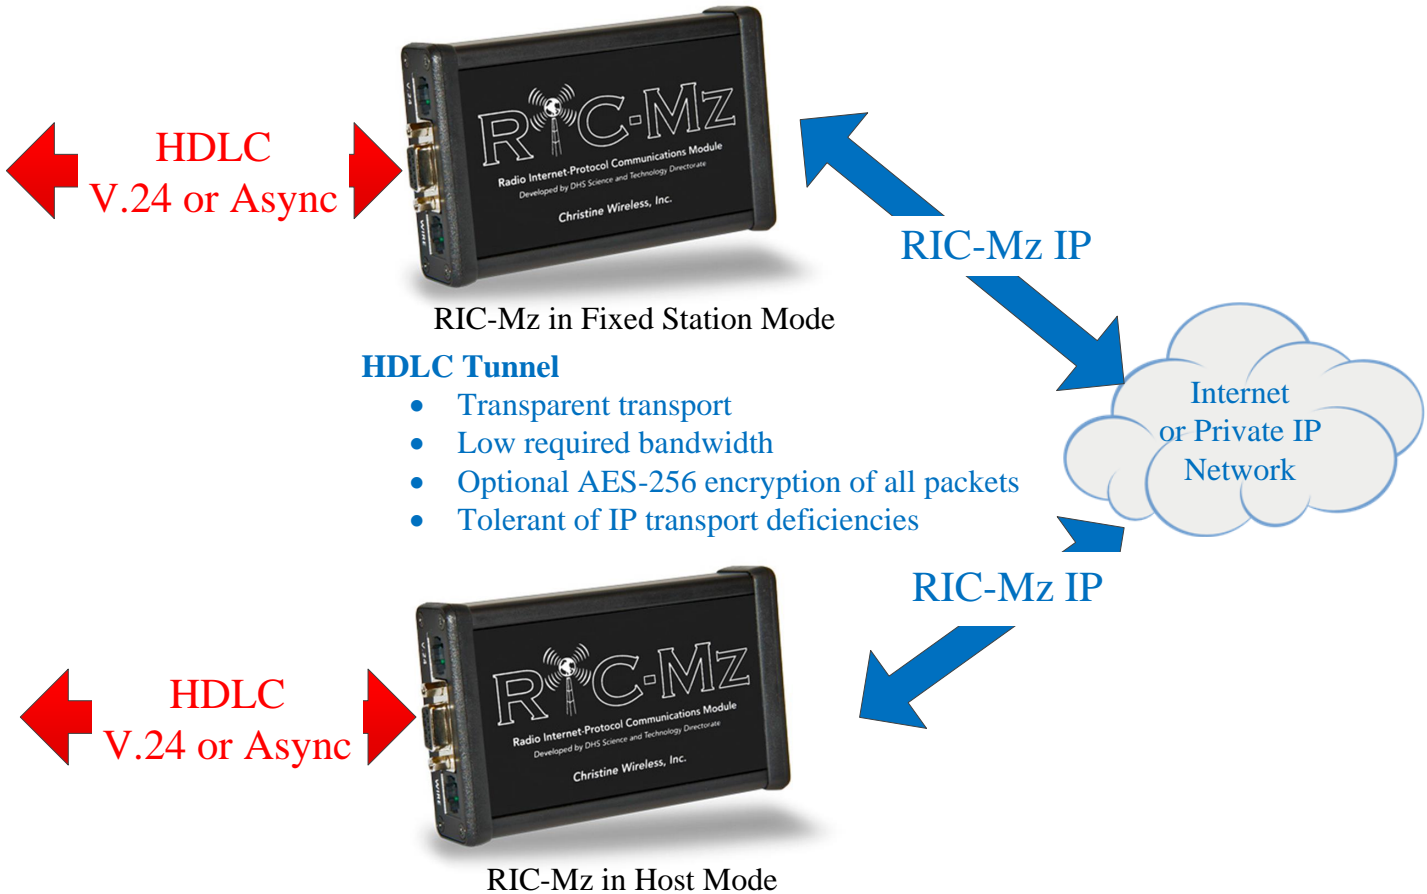 V.24
RIC-Mz
Radio Internet-Protocol Communications Module
Developed by DHS Science and Technology Directorate
Christine Wireless, Inc.
WIRE
HDLC
V.24 or Async
RIC-Mz IP
RIC-Mz in Fixed Station Mode
HDLC Tunnel
• Transparent transport
• Low required bandwidth
• Optional AES-256 encryption of all packets
• Tolerant of IP transport deficiencies
Internet
or Private IP
Network
RIC-Mz IP
V.24
RIC-Mz
Radio Internet-Protocol Communications Module
Developed by DHS Science and Technology Directorate
Christine Wireless, Inc.
WIRE
HDLC
V.24 or Async
RIC-Mz in Host Mode